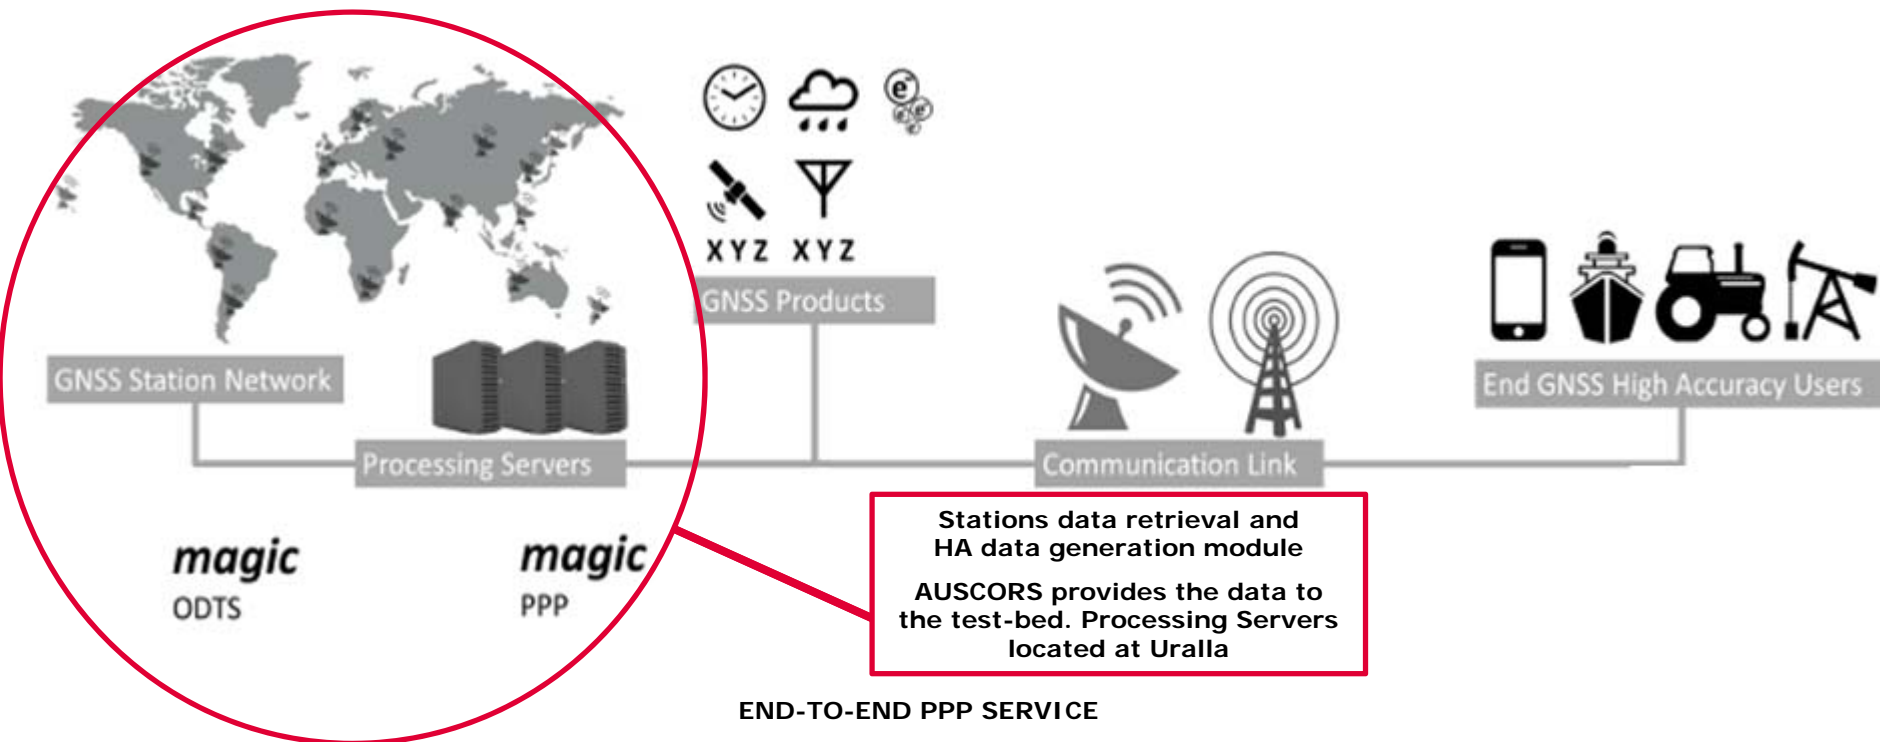 e
XYZ XYZ
GNSS Products
GNSS Station Network
End GNSS High Accuracy Users
Processing Servers
Communication Link
magic
ODTS
magic
PPP
Stations data retrieval and
HA data generation module
AUSCORS provides the data to
the test-bed. Processing Servers
located at Uralla
END-TO-END PPP SERVICE